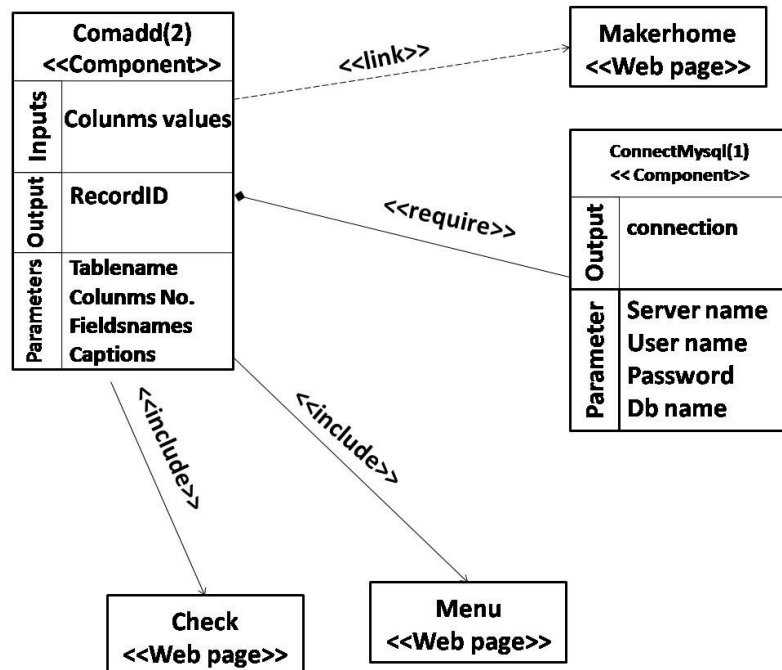 Comadd(2)
<<Component>>
Inputs
Colunms values
Output
RecordID
Parameters
Tablename
Colunms No.
Fieldsnames
Captions
<<link>>
Makerhome
<<Web page>>
<<require>>
ConnectMysql(1)
<< Component>>
Output
connection
Parameter
Server name
User name
Password
Db name
<<include>>
<<include>>
Check
<<Web page>>
Menu
<<Web page>>